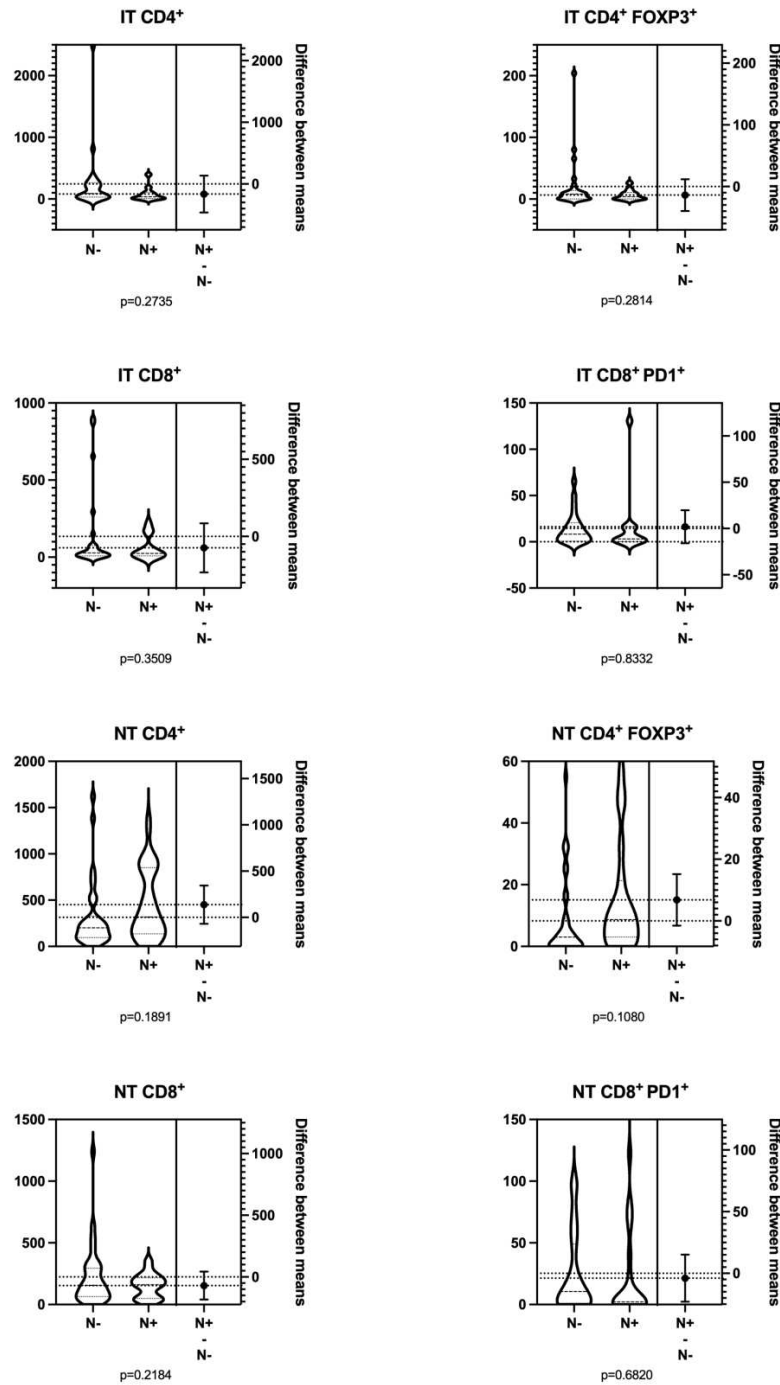 IT CD4⁺
2000
1000
0
2000
1000
0
Difference between means
N-
N+
N+
-
N-
p=0.2735
IT CD4⁺ FOXP3⁺
200
100
0
200
100
0
-100
Difference between means
N-
N+
N+
-
N-
p=0.2814
IT CD8⁺
1000
500
0
500
0
Difference between means
N-
N+
N+
-
N-
p=0.3509
IT CD8⁺ PD1⁺
150
100
50
0
-50
100
50
0
-50
Difference between means
N-
N+
N+
-
N-
p=0.8332
NT CD4⁺
2000
1500
1000
500
0
1500
1000
500
0
Difference between means
N-
N+
N+
-
N-
p=0.1891
NT CD4⁺ FOXP3⁺
60
40
20
0
40
20
0
Difference between means
N-
N+
N+
-
N-
p=0.1080
NT CD8⁺
1500
1000
500
0
1000
500
0
Difference between means
N-
N+
N+
-
N-
p=0.2184
NT CD8⁺ PD1⁺
150
100
50
0
100
50
0
Difference between means
N-
N+
N+
-
N-
p=0.6820